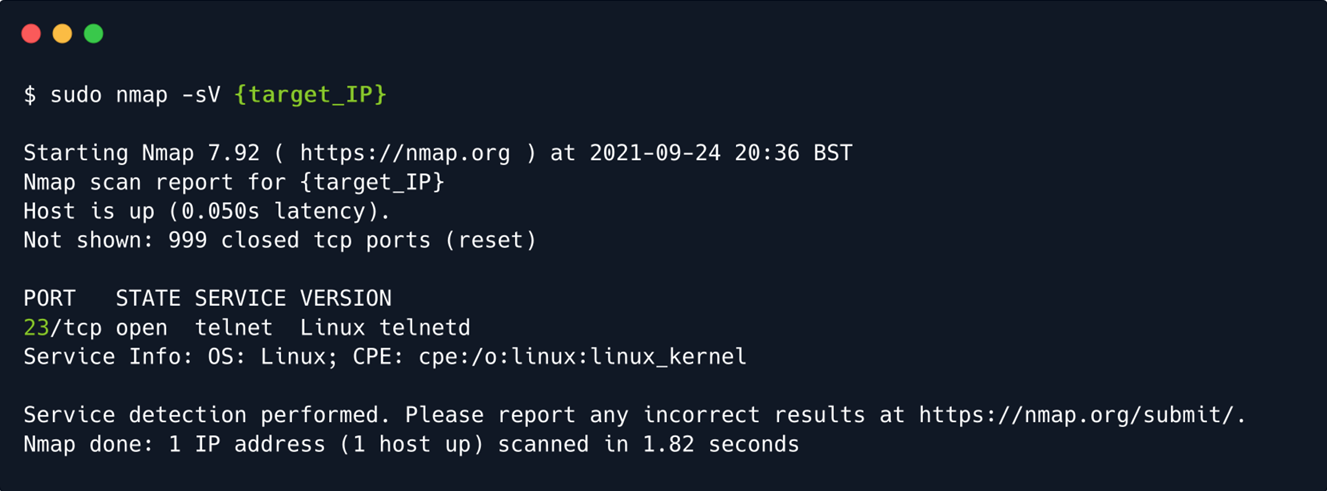 $ sudo nmap -sV {target_IP}
Starting Nmap 7.92 ( https://nmap.org ) at 2021-09-24 20:36 BST
Nmap scan report for {target_IP}
Host is up (0.050s latency).
Not shown: 999 closed tcp ports (reset)
PORT   STATE SERVICE VERSION
23/tcp open  telnet  Linux telnetd
Service Info: OS: Linux; CPE: cpe:/o:linux:linux_kernel
Service detection performed. Please report any incorrect results at https://nmap.org/submit/.
Nmap done: 1 IP address (1 host up) scanned in 1.82 seconds